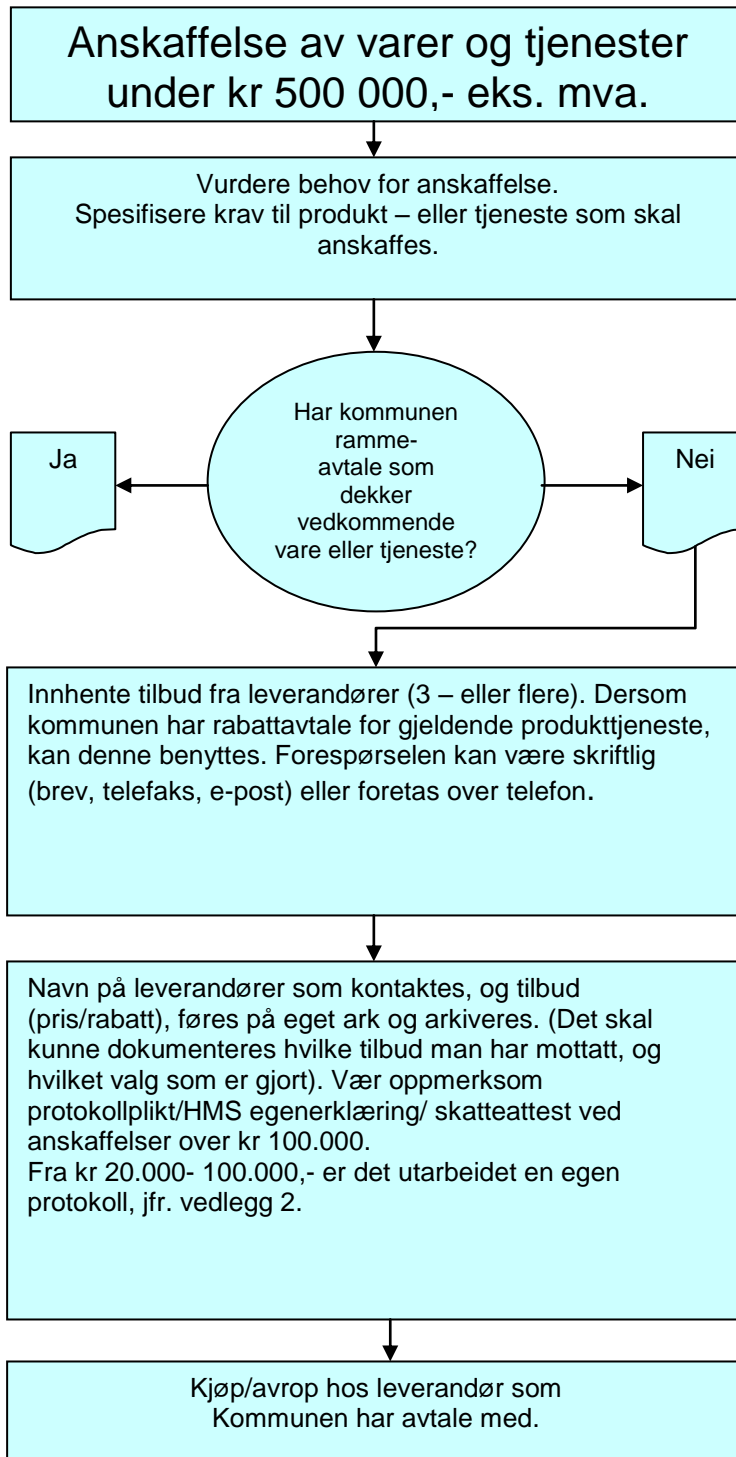 Anskaffelse av varer og tjenester
under kr 500 000,- eks. mva.
Vurdere behov for anskaffelse.
Spesifisere krav til produkt – eller tjeneste som skal
anskaffes.
Har kommunen
ramme-
avtale som
dekker
vedkommende
vare eller tjeneste?
Ja
Nei
Innhente tilbud fra leverandører (3 – eller flere). Dersom
kommunen har rabattavtale for gjeldende produkttjeneste,
kan denne benyttes. Forespørselen kan være skriftlig
(brev, telefaks, e-post) eller foretas over telefon.
Navn på leverandører som kontaktes, og tilbud
(pris/rabatt), føres på eget ark og arkiveres. (Det skal
kunne dokumenteres hvilke tilbud man har mottatt, og
hvilket valg som er gjort). Vær oppmerksom
protokollplikt/HMS egenerklæring/ skatteattest ved
anskaffelser over kr 100.000.
Fra kr 20.000- 100.000,- er det utarbeidet en egen
protokoll, jfr. vedlegg 2.
Kjøp/avrop hos leverandør som
Kommunen har avtale med.